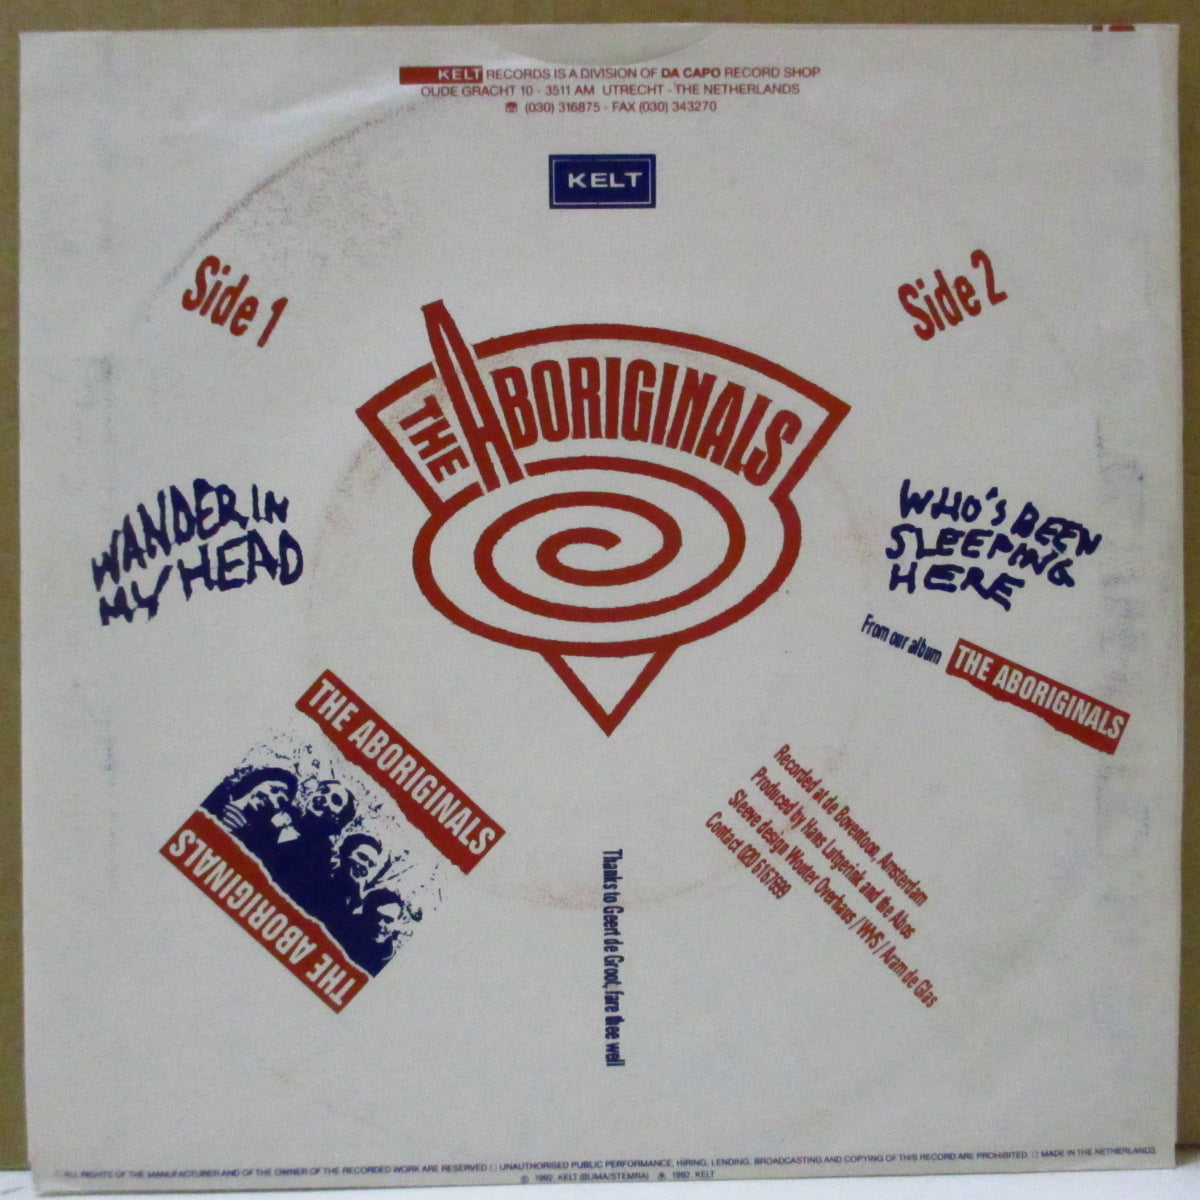 KELT RECORDS IS A DIVISION OF DA CAPO RECORD SHOP
OUDE GRACHT 10 - 3511 AM UTRECHT - THE NETHERLANDS
☎ (030) 316875 - FAX (030) 343270
KELT
Side 1
Side 2
THE ABORIGINALS
WANDER IN
MY HEAD
WHO'S BEEN
SLEEPING
HERE
From our album THE ABORIGINALS
THE ABORIGINALS
THE ABORIGINALS
Recorded at de Bovenstoon, Amsterdam
Produced by Hans Lutgerink and the Abos
Sleeve design Wouter Overhaus / WVS / Aram de Glas
Contact 020 6167699
Thanks to Geert de Groot, fare thee well
ALL RIGHTS OF THE MANUFACTURER AND OF THE OWNER OF THE RECORDED WORK ARE RESERVED □ UNAUTHORISED PUBLIC PERFORMANCE, HIRING, LENDING, BROADCASTING AND COPYING OF THIS RECORD ARE PROHIBITED. □ MADE IN THE NETHERLANDS
© 1992 KELT (BUMA/STEMRA) ℗ 1992 KELT